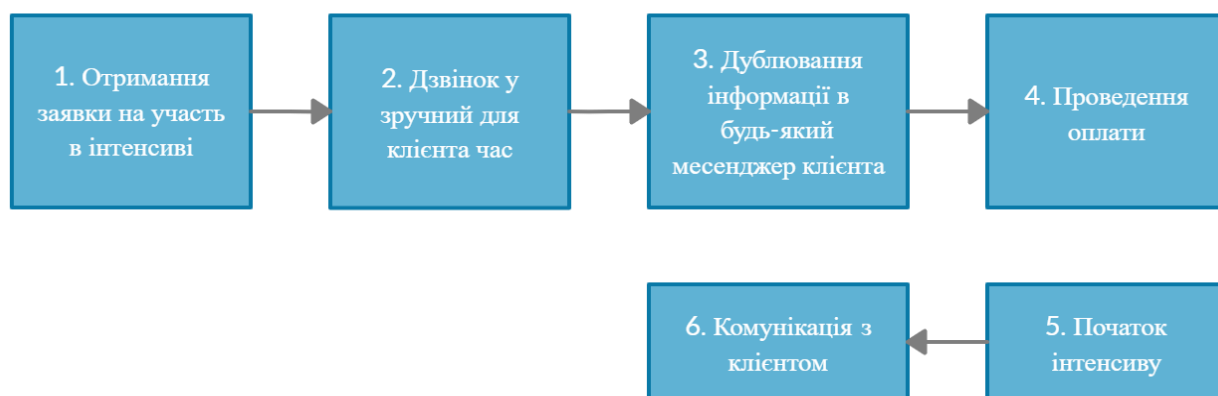 1. Отримання
заявки на участь
в інтенсиві
2. Дзвінок у
зручний для
клієнта час
3. Дублювання
інформації в
будь-який
месенджер клієнта
4. Проведення
оплати
6. Комунікація з
клієнтом
5. Початок
інтенсиву